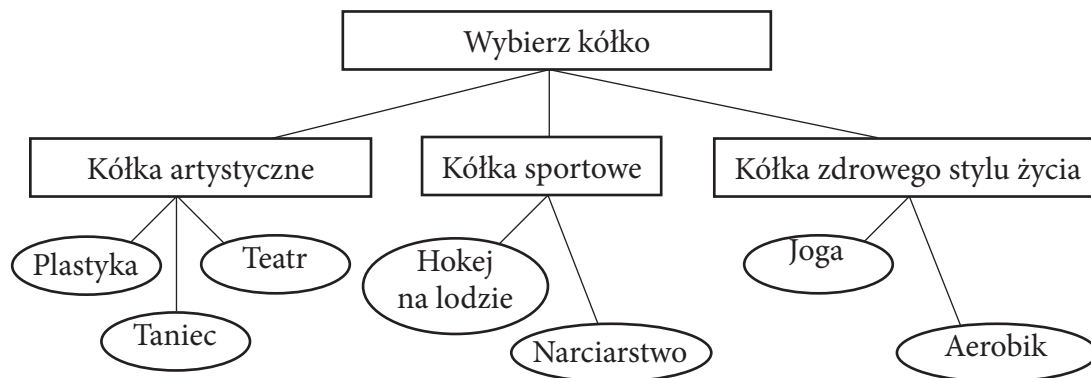 Wybierz kółko
Kółka artystyczne
Kółka sportowe
Kółka zdrowego stylu życia
Plastyka
Teatr
Taniec
Hokej
na lodzie
Narciarstwo
Joga
Aerobik